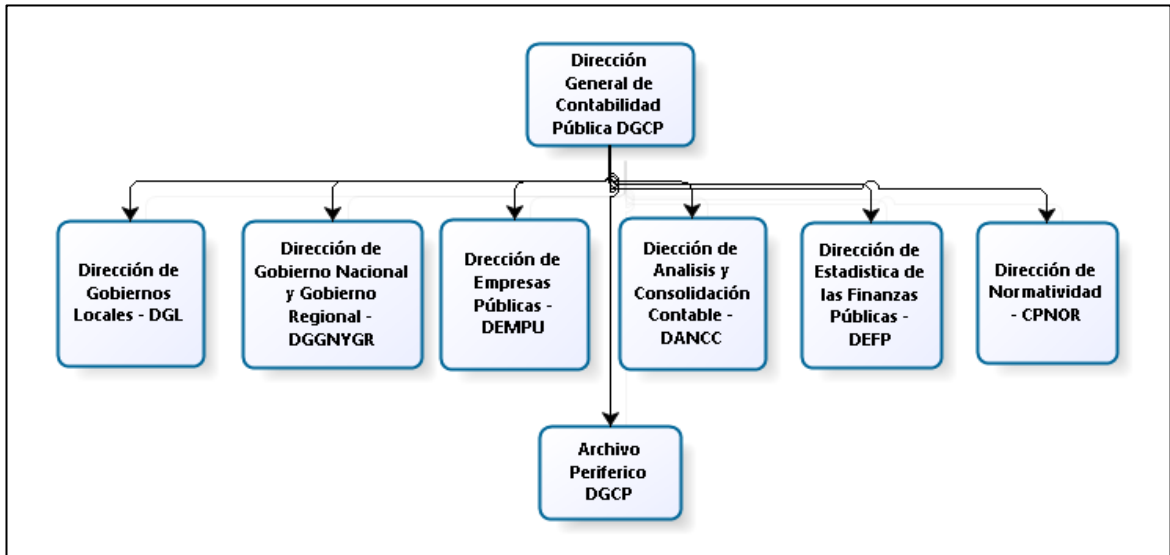 Dirección
General de
Contabilidad
Pública DGCP
Dirección de
Gobiernos
Locales - DGL
Dirección de
Gobierno Nacional
y Gobierno
Regional -
DGGNYGR
Drección de
Empresas
Públicas -
DEMPU
Diección de
Analisis y
Consolidación
Contable -
DANCC
Dirección de
Estadistica de
las Finanzas
Públicas -
DEFP
Dirección de
Normatividad
- CPNOR
Archivo
Periferico
DGCP